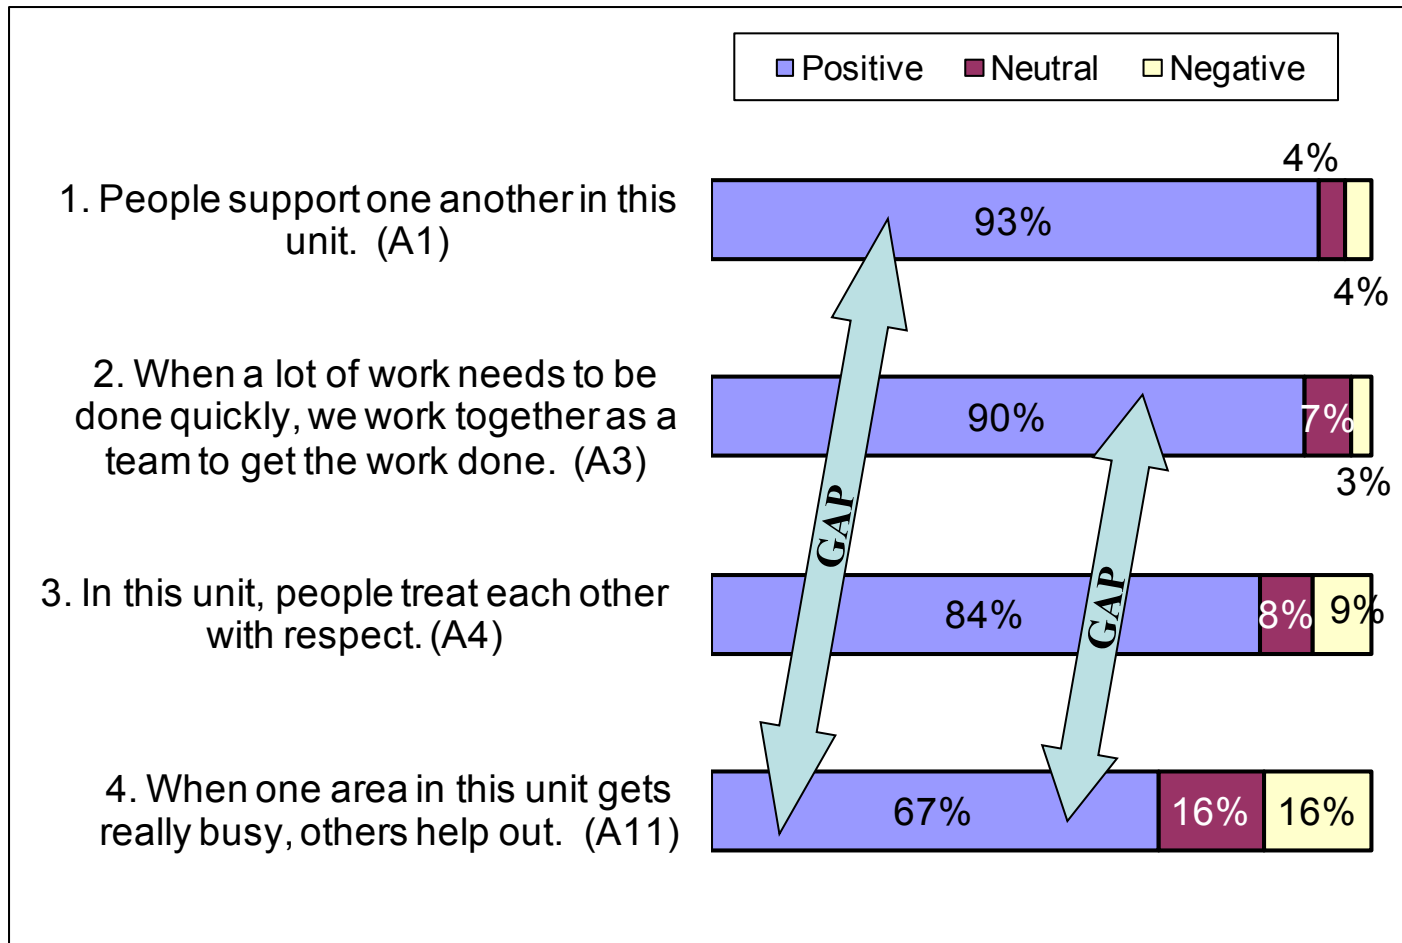 Positive Neutral Negative
4%
1. People support one another in this
unit. (A1)
93%
4%
2. When a lot of work needs to be
done quickly, we work together as a
team to get the work done. (A3)
90%
7%
3%
GAP
GAP
3. In this unit, people treat each other
with respect. (A4)
84%
8%
9%
4. When one area in this unit gets
really busy, others help out. (A11)
67%
16%
16%